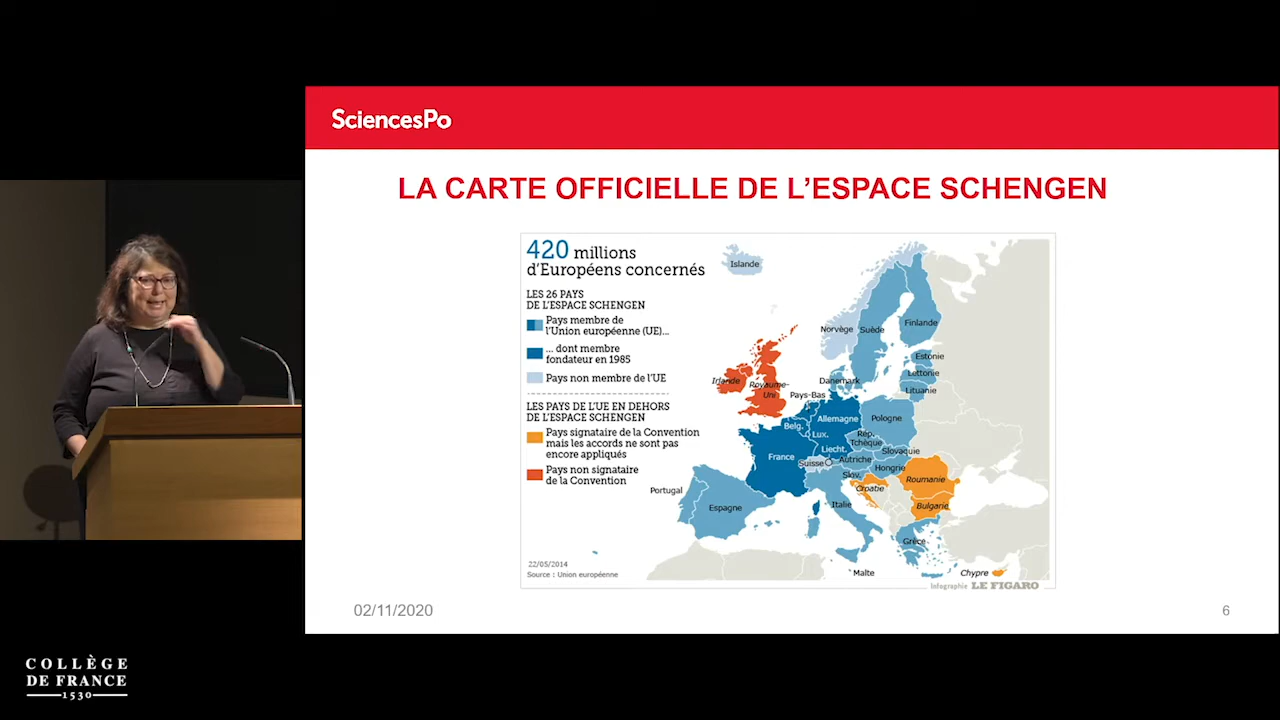 SciencesPo
LA CARTE OFFICIELLE DE L'ESPACE SCHENGEN
420 millions
d'Européens concernés
LES 26 PAYS
DE L'ESPACE SCHENGEN
Pays membre de
l'Union européenne (UE)...
... dont membre
fondateur en 1985
Pays non membre de l'UE
LES PAYS DE L'UE EN DEHORS
DE L'ESPACE SCHENGEN
Pays signataire de la Convention
mais les accords ne sont pas
encore appliqués
Pays non signataire
de la Convention
22/05/2014
Source : Union européenne
Islande
Norvège
Suède
Finlande
Estonie
Lettonie
Lituanie
Danemark
Irlande
Royaume-
Uni
Pays-Bas
Belg.
Allemagne
Pologne
Lux.
Rép.
Tchèque
Slovaquie
France
Liecht.
Suisse
Autriche
Hongrie
Slov.
Roumanie
Croatie
Portugal
Espagne
Italie
Bulgarie
Grèce
Malte
Chypre
Infographie LE FIGARO
02/11/2020
6
COLLÈGE
DE FRANCE
1530